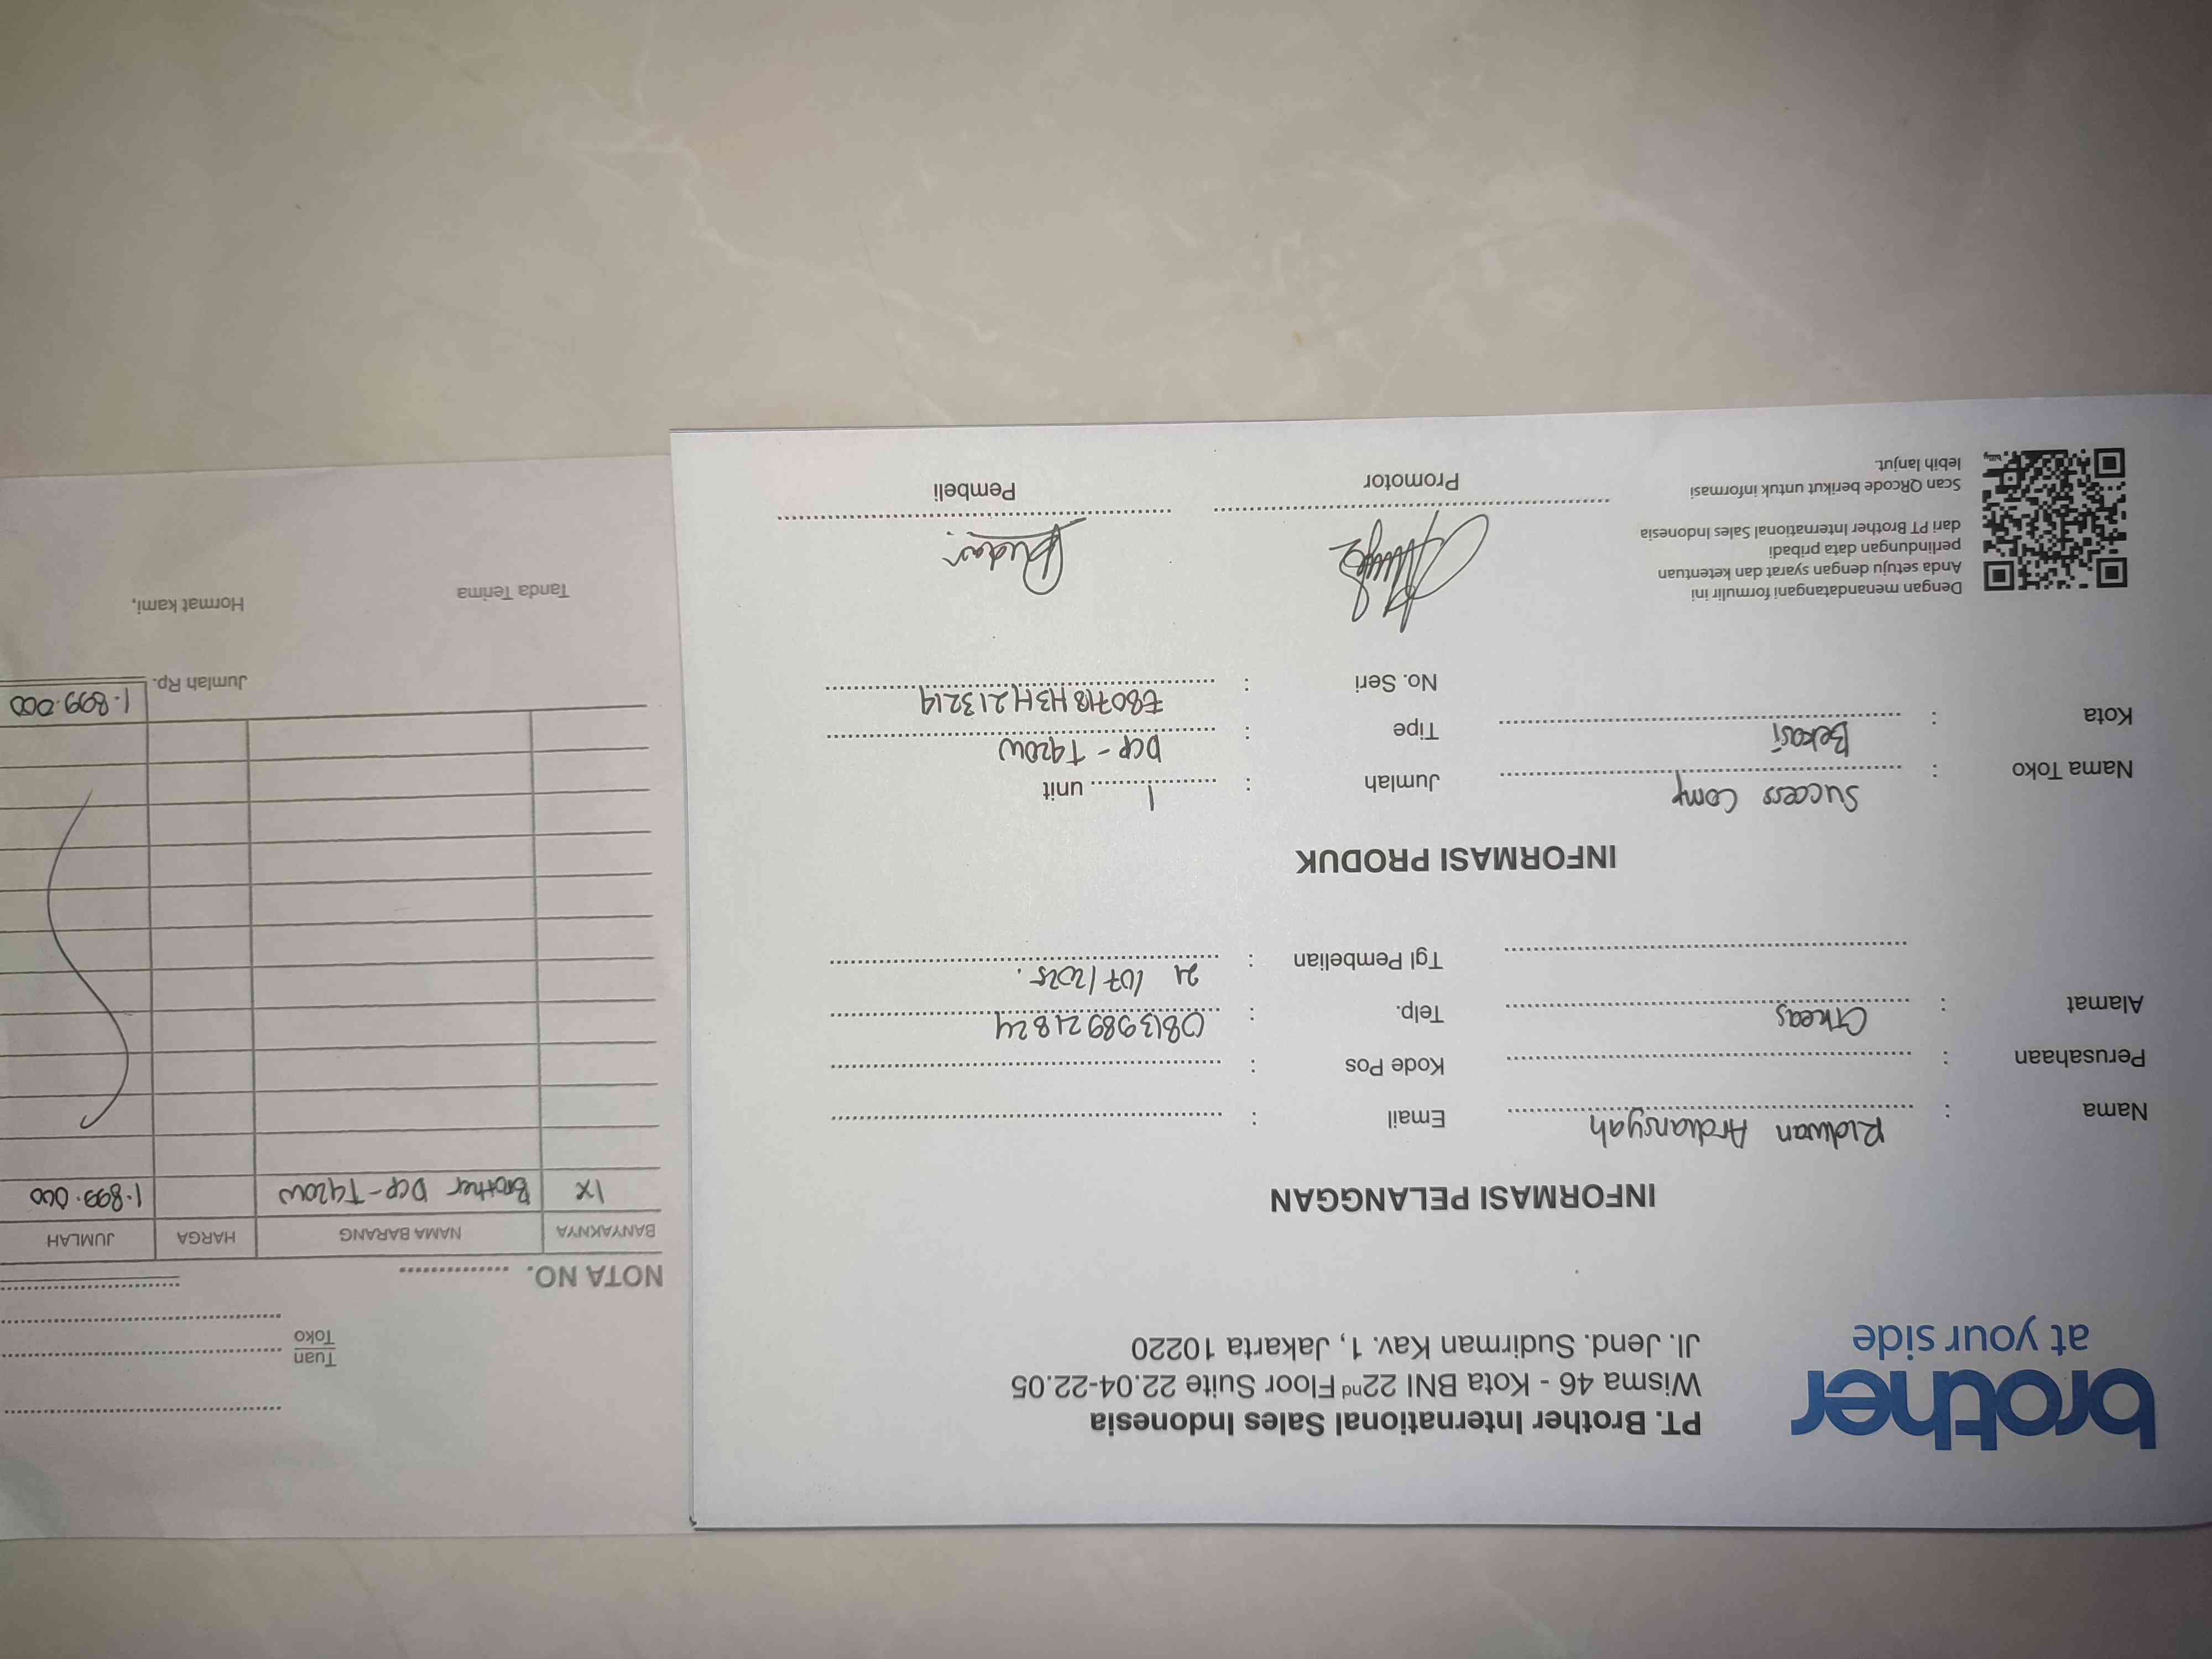 brother
at your side
PT. Brother International Sales Indonesia
Wisma 46 - Kota BNI 22nd Floor Suite 22.04-22.05
Jl. Jend. Sudirman Kav. 1, Jakarta 10220
INFORMASI PELANGGAN
Nama : Ridwan Ardiansyah
Email :
Perusahaan :
Kode Pos :
Alamat : Cikeas
Telp. : 081398921824
Tgl Pembelian : 21 /07/2025.
INFORMASI PRODUK
Nama Toko : Success Comp
Jumlah : 1 unit
Kota : Bekasi
Tipe : DCP - T420W
No. Seri : E80718H3H213214
Dengan menandatangani formulir ini
Anda setuju dengan syarat dan ketentuan
perlindungan data pribadi
dari PT Brother International Sales Indonesia
Scan QRcode berikut untuk informasi
lebih lanjut.
Promotor
Pembeli
Tuan
Toko
NOTA NO.
BANYAKNYA NAMA BARANG HARGA JUMLAH
1x Brother DCP-T420W 1.899.000
Jumlah Rp. 1.899.000
Tanda Terima
Hormat kami,